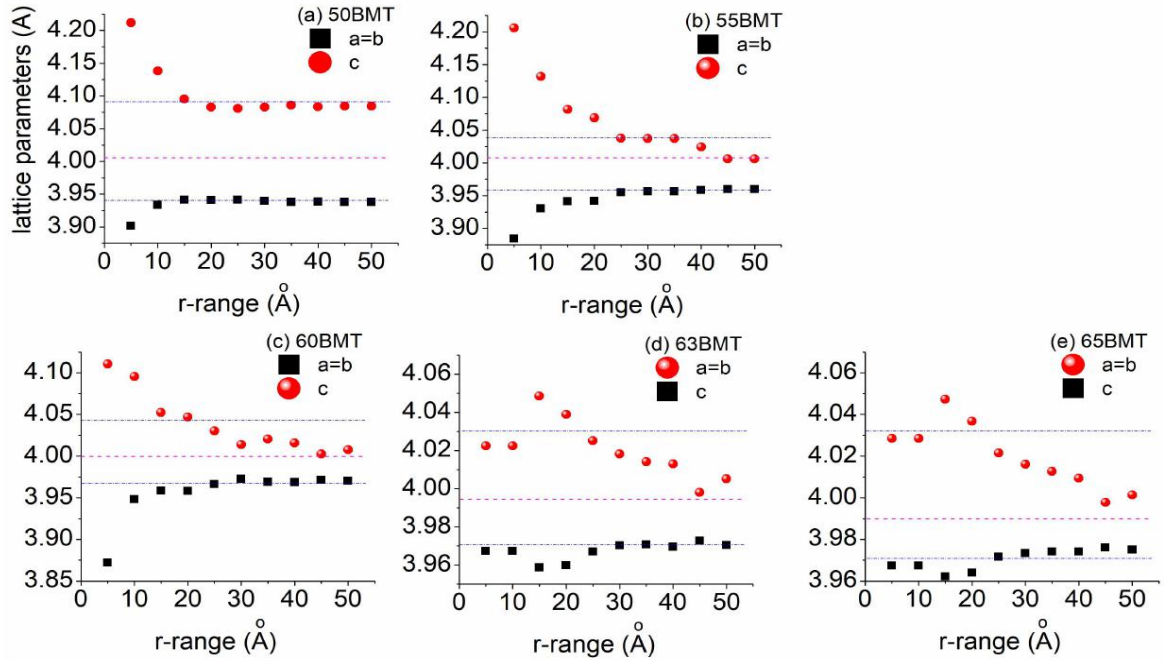 lattice parameters (A)
(a) 50BMT
a=b
c
4.20
4.15
4.10
4.05
4.00
3.95
3.90
0 10 20 30 40 50
r-range (Å)
(b) 55BMT
a=b
c
4.20
4.15
4.10
4.05
4.00
3.95
3.90
0 10 20 30 40 50
r-range (Å)
(c) 60BMT
a=b
c
4.10
4.05
4.00
3.95
3.90
3.85
0 10 20 30 40 50
r-range (Å)
(d) 63BMT
a=b
c
4.06
4.04
4.02
4.00
3.98
3.96
0 10 20 30 40 50
r-range (Å)
(e) 65BMT
a=b
c
4.06
4.04
4.02
4.00
3.98
3.96
0 10 20 30 40 50
r-range (Å)